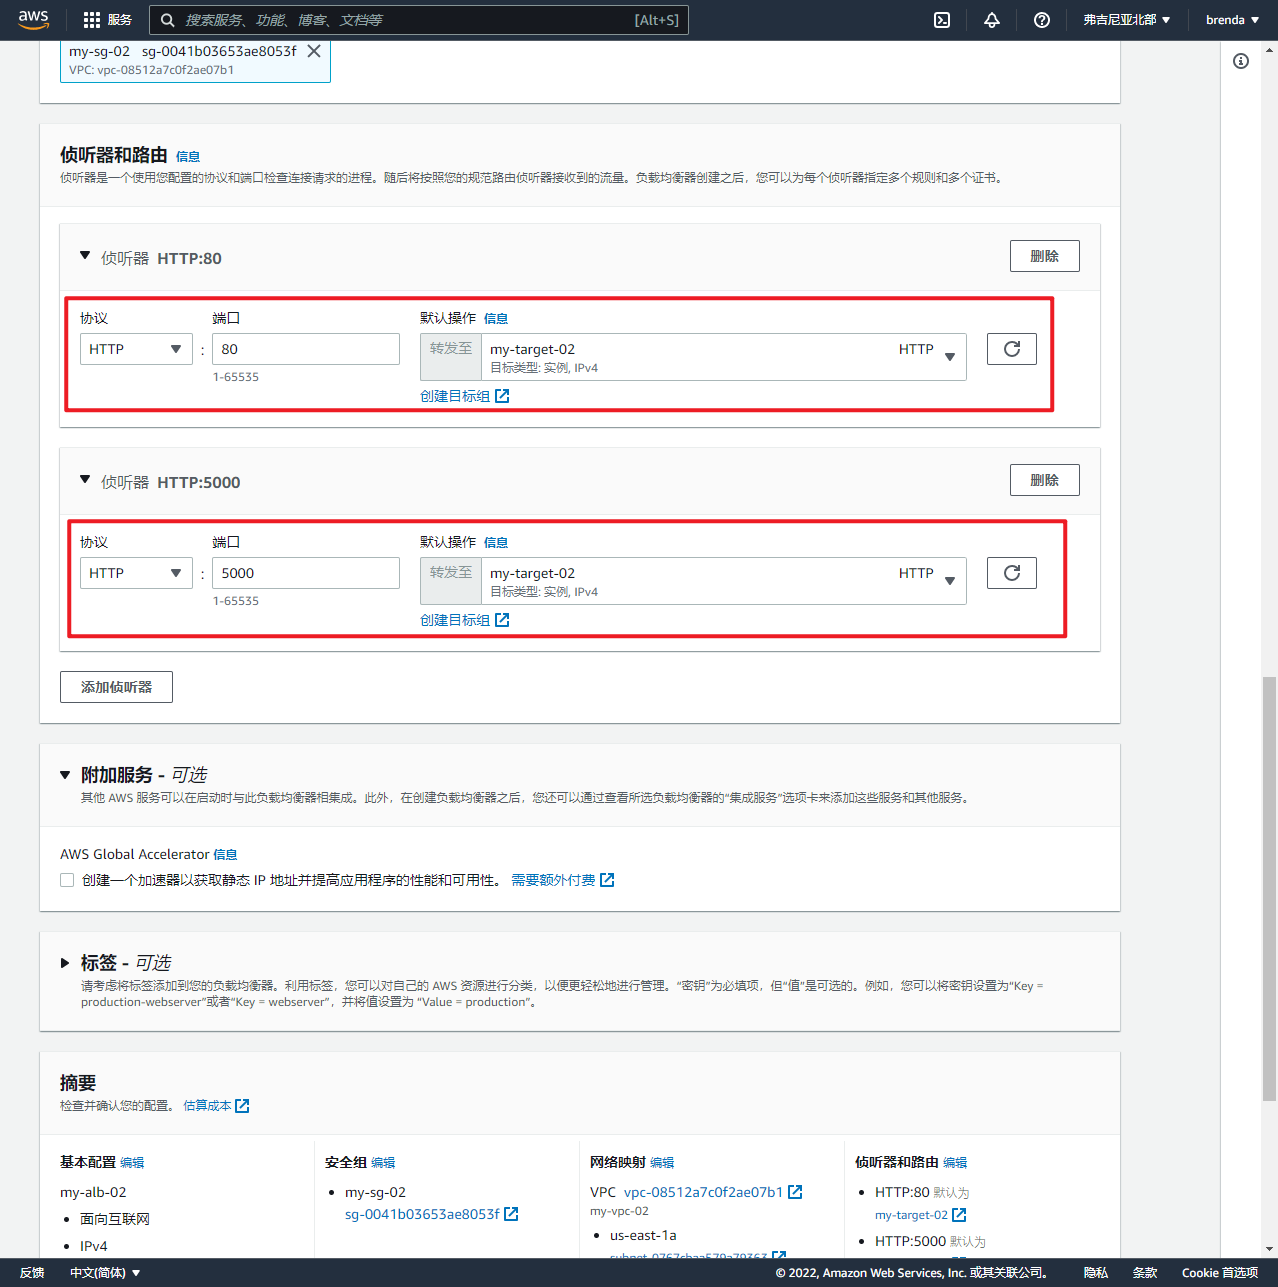 aws
服务
搜索服务、功能、博客、文档等
[Alt+S]
弗吉尼亚北部
brenda
my-sg-02 sg-0041b03653ae8053f
VPC: vpc-08512a7c0f2ae07b1
侦听器和路由 信息
侦听器是一个使用您配置的协议和端口检查连接请求的进程。随后将按照您的规范路由侦听器接收到的流量。负载均衡器创建之后，您可以为每个侦听器指定多个规则和多个证书。
侦听器 HTTP:80
删除
协议 端口 默认操作 信息
HTTP : 80 转发至 my-target-02 HTTP
目标类型: 实例, IPv4
1-65535
创建目标组
侦听器 HTTP:5000
删除
协议 端口 默认操作 信息
HTTP : 5000 转发至 my-target-02 HTTP
目标类型: 实例, IPv4
1-65535
创建目标组
添加侦听器
附加服务 - 可选
其他 AWS 服务可以在启动时与此负载均衡器相集成。此外，在创建负载均衡器之后，您还可以通过查看所选负载均衡器的“集成服务”选项卡来添加这些服务和其他服务。
AWS Global Accelerator 信息
创建一个加速器以获取静态 IP 地址并提高应用程序的性能和可用性。 需要额外付费
标签 - 可选
请考虑将标签添加到您的负载均衡器。利用标签，您可以对自己的 AWS 资源进行分类，以便更轻松地进行管理。“密钥”为必填项，但“值”是可选的。例如，您可以将密钥设置为“Key =
production-webserver”或者“Key = webserver”，并将值设置为 “Value = production”。
摘要
检查并确认您的配置。 估算成本
基本配置 编辑
my-alb-02
面向互联网
IPv4
安全组 编辑
my-sg-02
sg-0041b03653ae8053f
网络映射 编辑
VPC vpc-08512a7c0f2ae07b1
my-vpc-02
us-east-1a
侦听器和路由 编辑
HTTP:80 默认为
my-target-02
HTTP:5000 默认为
反馈
中文(简体)
© 2022, Amazon Web Services, Inc. 或其关联公司。
隐私
条款
Cookie 首选项